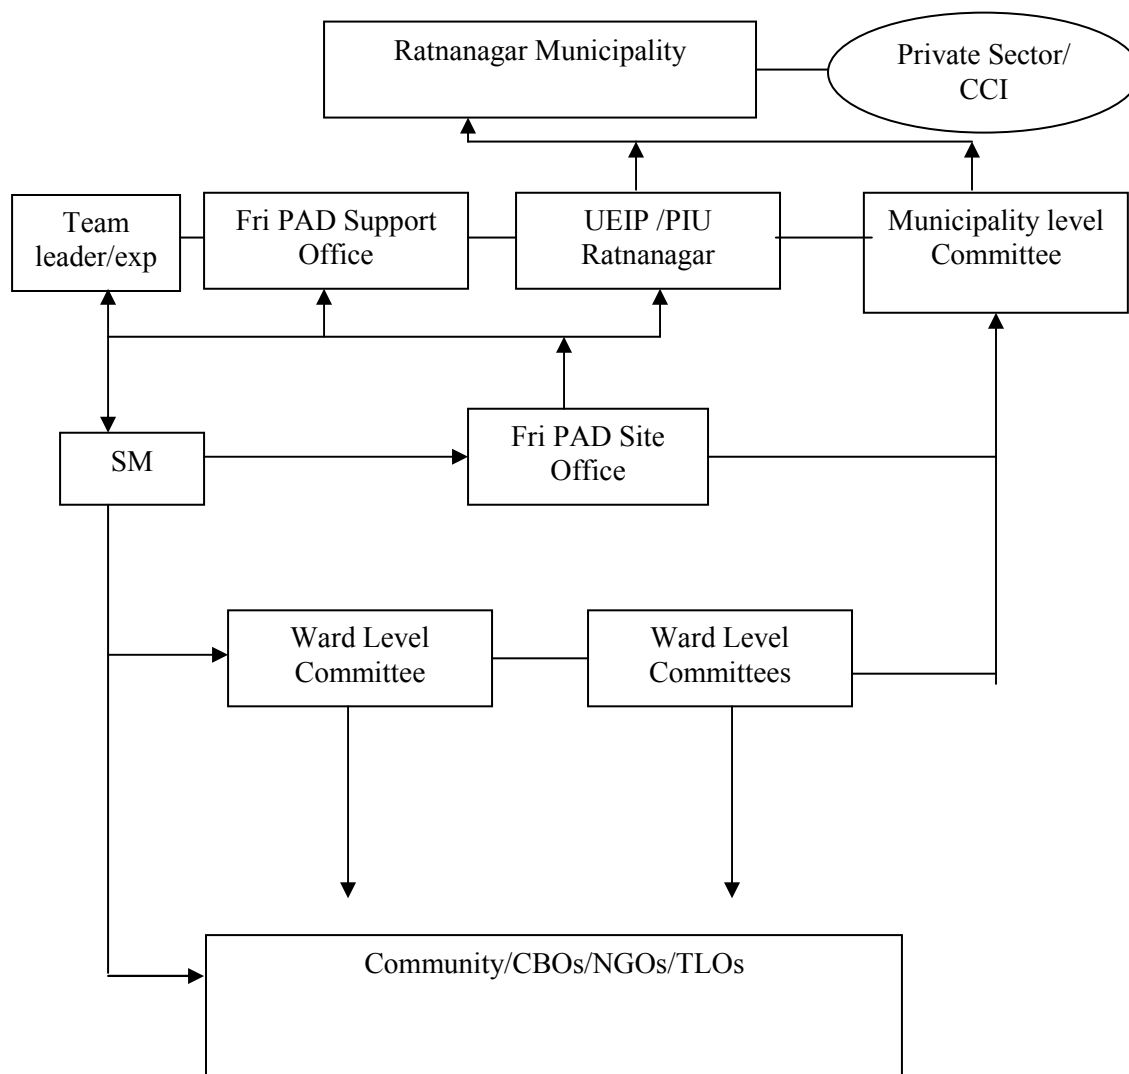 Ratnanagar Municipality
Private Sector/
CCI
Team
leader/exp
Fri PAD Support
Office
UEIP /PIU
Ratnanagar
Municipality level
Committee
SM
Fri PAD Site
Office
Ward Level
Committee
Ward Level
Committees
Community/CBOs/NGOs/TLOs